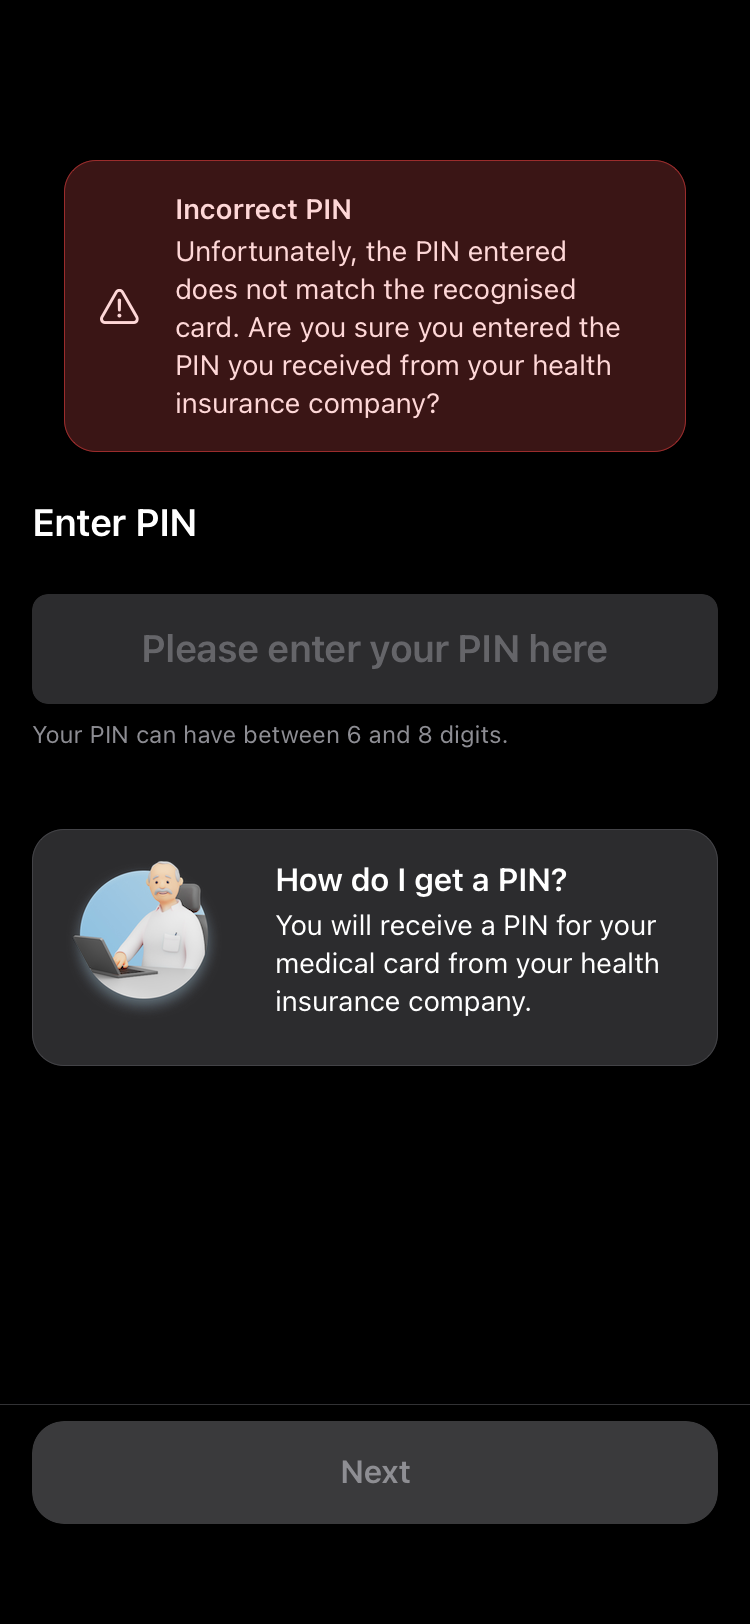 Incorrect PIN
Unfortunately, the PIN entered
does not match the recognised
card. Are you sure you entered the
PIN you received from your health
insurance company?
Enter PIN
Please enter your PIN here
Your PIN can have between 6 and 8 digits.
How do I get a PIN?
You will receive a PIN for your
medical card from your health
insurance company.
Next